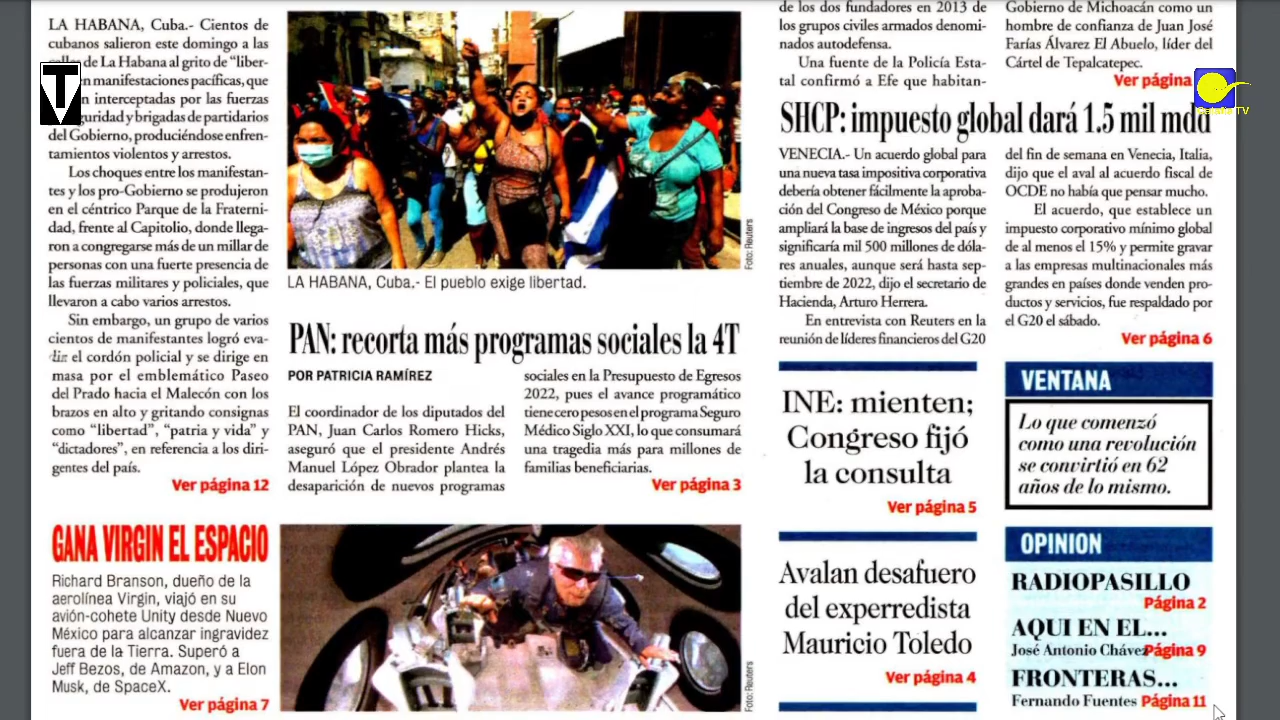 LA HABANA, Cuba.- Cientos de
cubanos salieron este domingo a las
de La Habana al grito de “liber-
en manifestaciones pacíficas, que
n interceptadas por las fuerzas
guridad y brigadas de partidarios
del Gobierno, produciéndose enfren-
tamientos violentos y arrestos.
Los choques entre los manifestan-
tes y los pro-Gobierno se produjeron
en el céntrico Parque de la Fraterni-
dad, frente al Capitolio, donde llega-
ron a congregarse más de un millar de
personas con una fuerte presencia de
las fuerzas militares y policiales, que
llevaron a cabo varios arrestos.
Sin embargo, un grupo de varios
cientos de manifestantes logró eva-
dir el cordón policial y se dirige en
masa por el emblemático Paseo
del Prado hacia el Malecón con los
brazos en alto y gritando consignas
como “libertad”, “patria y vida” y
“dictadores”, en referencia a los diri-
gentes del país.
Ver página 12
Foto: Reuters
LA HABANA, Cuba.- El pueblo exige libertad.
PAN: recorta más programas sociales la 4T
POR PATRICIA RAMÍREZ
El coordinador de los diputados del
PAN, Juan Carlos Romero Hicks,
aseguró que el presidente Andrés
Manuel López Obrador plantea la
desaparición de nuevos programas
sociales en la Presupuesto de Egresos
2022, pues el avance programático
tiene cero pesos en el programa Seguro
Médico Siglo XXI, lo que consumará
una tragedia más para millones de
familias beneficiarias.
Ver página 3
GANA VIRGIN EL ESPACIO
Richard Branson, dueño de la
aerolínea Virgin, viajó en su
avión-cohete Unity desde Nuevo
México para alcanzar ingravidez
fuera de la Tierra. Superó a
Jeff Bezos, de Amazon, y a Elon
Musk, de SpaceX.
Ver página 7
Foto: Reuters
de los dos fundadores en 2013 de
los grupos civiles armados denomi-
nados autodefensa.
Una fuente de la Policía Esta-
tal confirmó a Efe que habitan-
Gobierno de Michoacán como un
hombre de confianza de Juan José
Farías Álvarez El Abuelo, líder del
Cártel de Tepalcatepec.
Ver página
SHCP: impuesto global dará 1.5 mil mdd
VENECIA.- Un acuerdo global para
una nueva tasa impositiva corporativa
debería obtener fácilmente la aproba-
ción del Congreso de México porque
ampliará la base de ingresos del país y
significaría mil 500 millones de dóla-
res anuales, aunque será hasta sep-
tiembre de 2022, dijo el secretario de
Hacienda, Arturo Herrera.
En entrevista con Reuters en la
reunión de líderes financieros del G20
del fin de semana en Venecia, Italia,
dijo que el aval al acuerdo fiscal de
OCDE no había que pensar mucho.
El acuerdo, que establece un
impuesto corporativo mínimo global
de al menos el 15% y permite gravar
a las empresas multinacionales más
grandes en países donde venden pro-
ductos y servicios, fue respaldado por
el G20 el sábado.
Ver página 6
INE: mienten;
Congreso fijó
la consulta
Ver página 5
Avalan desafuero
del experredista
Mauricio Toledo
Ver página 4
VENTANA
Lo que comenzó
como una revolución
se convirtió en 62
años de lo mismo.
OPINION
RADIOPASILLO
Página 2
AQUI EN EL...
José Antonio Chávez Página 9
FRONTERAS...
Fernando Fuentes Página 11
T
TV